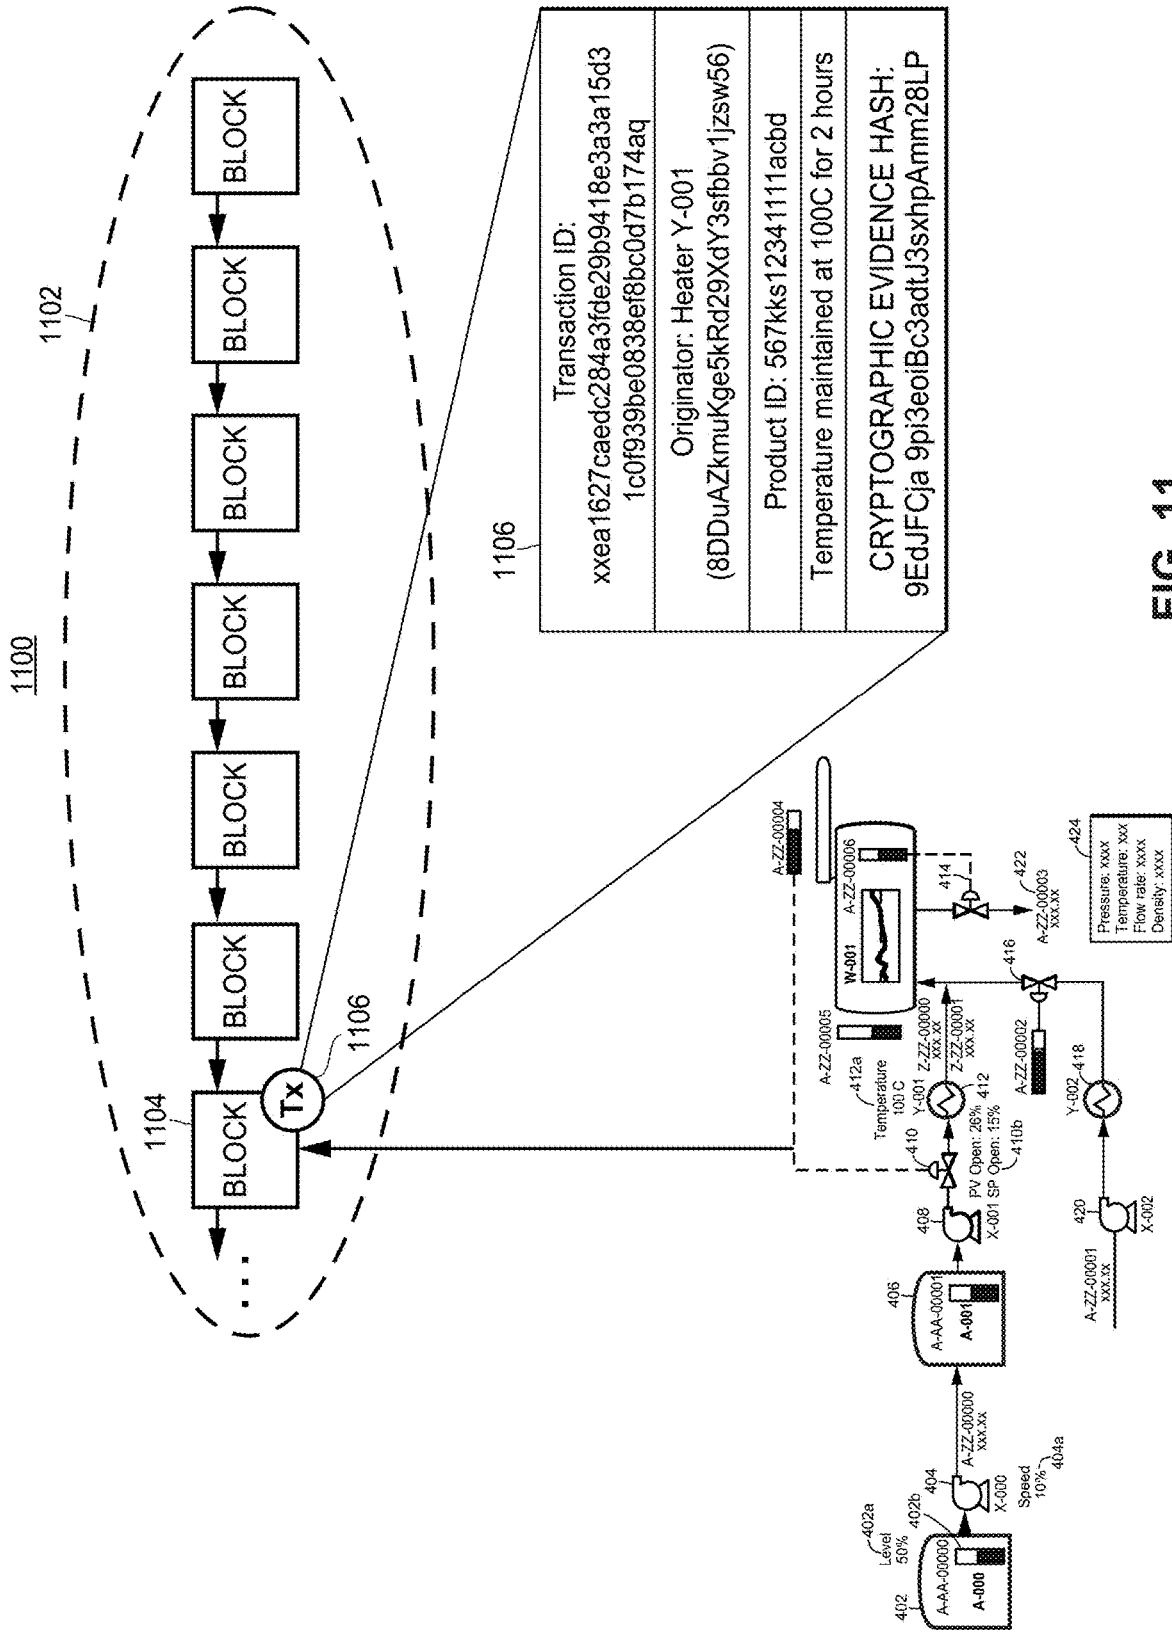 1100
1102
BLOCK
BLOCK
BLOCK
BLOCK
BLOCK
BLOCK
BLOCK
1104
Tx
1106
...
1106
Transaction ID:
xxea1627caedc284a3fde29b9418e3a3a15d3
1c0f939be0838ef8bc0d7b174aq
Originator: Heater Y-001
(8DDuAZkmuKge5kRd29XdY3sfbbv1jzsw56)
Product ID: 567kks12341111acbd
Temperature maintained at 100C for 2 hours
CRYPTOGRAPHIC EVIDENCE HASH:
9EdJFCja 9pi3eoiBc3adtJ3sxhpAmm28LP
402
A-AA-00000
A-000
402a
Level
50%
402b
404
X-000
Speed
10%
404a
A-ZZ-00000
xxx.xx
406
A-AA-00001
A-001
408
X-001
410
PV Open: 26%
SP Open: 15%
410b
Temperature
100 C
412a
Y-001
412
Z-ZZ-00000
xxx.xx
Z-ZZ-00001
xxx.xx
A-ZZ-00005
A-ZZ-00004
W-001
A-ZZ-00006
414
422
A-ZZ-00003
xxx.xx
416
A-ZZ-00002
Y-002
418
420
X-002
A-ZZ-00001
xxx.xx
424
Pressure: xxxx
Temperature: xxx
Flow rate: xxxx
Density: xxxx
FIG. 11